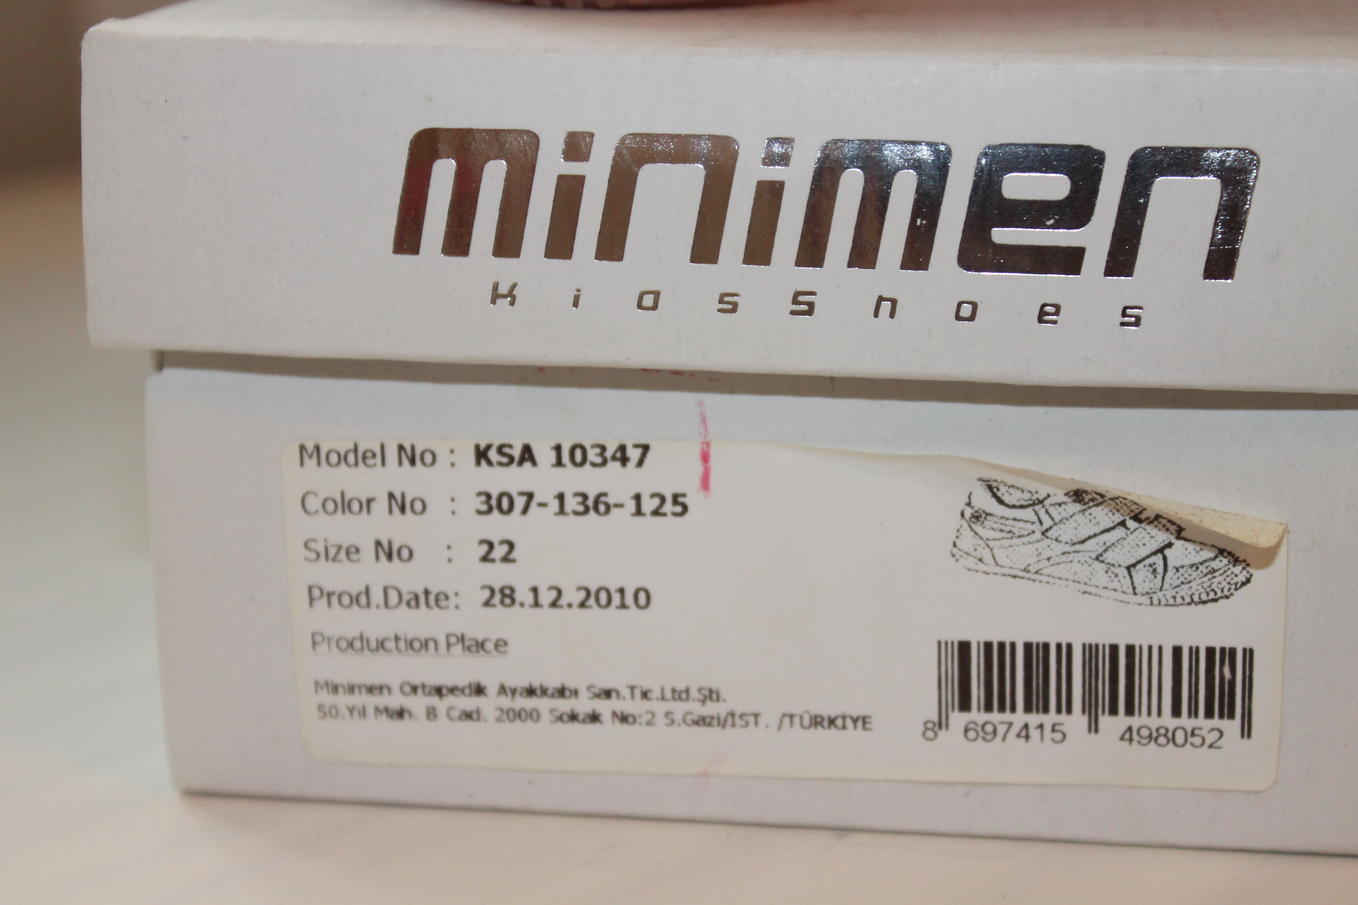 minimen
KidsShoes
Model No : KSA 10347
Color No : 307-136-125
Size No : 22
Prod.Date: 28.12.2010
Production Place
Minimen Ortapedik Ayakkabı San.Tic.Ltd.Şti.
50.Yıl Mah. B Cad. 2000 Sokak No:2 S.Gazi/İST. /TÜRKİYE
8 697415 498052